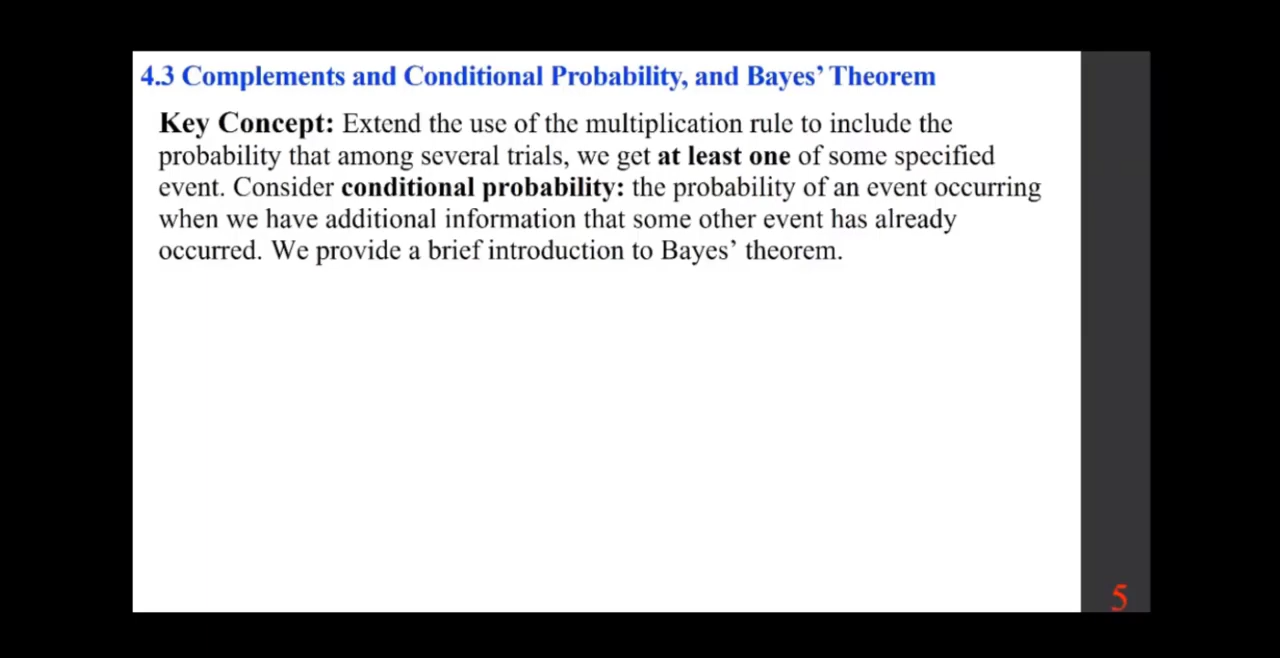 4.3 Complements and Conditional Probability, and Bayes’ Theorem
Key Concept: Extend the use of the multiplication rule to include the
probability that among several trials, we get at least one of some specified
event. Consider conditional probability: the probability of an event occurring
when we have additional information that some other event has already
occurred. We provide a brief introduction to Bayes’ theorem.
5